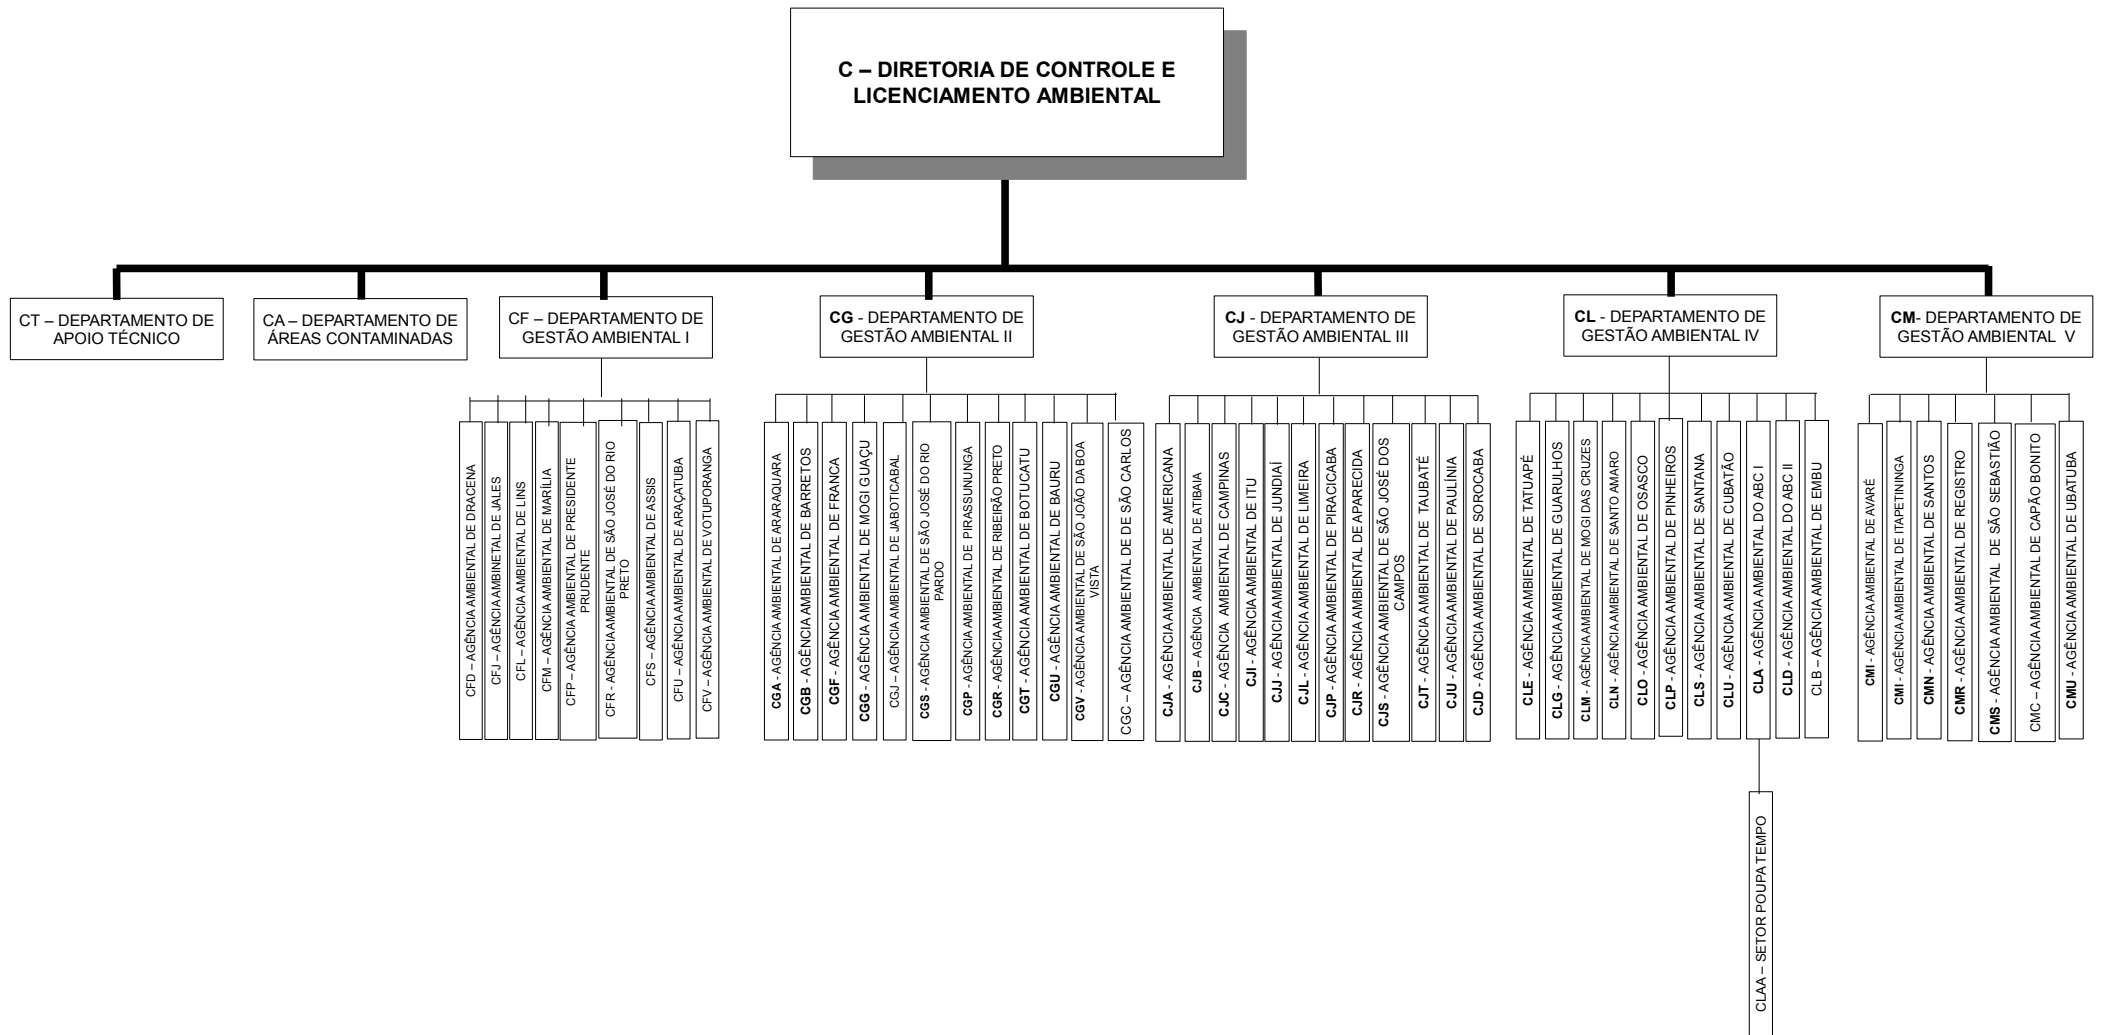 C – DIRETORIA DE CONTROLE E
LICENCIAMENTO AMBIENTAL
CT – DEPARTAMENTO DE
APOIO TÉCNICO
CA – DEPARTAMENTO DE
ÁREAS CONTAMINADAS
CF – DEPARTAMENTO DE
GESTÃO AMBIENTAL I
CG - DEPARTAMENTO DE
GESTÃO AMBIENTAL II
CJ - DEPARTAMENTO DE
GESTÃO AMBIENTAL III
CL - DEPARTAMENTO DE
GESTÃO AMBIENTAL IV
CM- DEPARTAMENTO DE
GESTÃO AMBIENTAL V
CFD – AGÊNCIA AMBIENTAL DE DRACENA
CFJ – AGÊNCIA AMBINETAL DE JALES
CFL – AGÊNCIA AMBIENTAL DE LINS
CFM – AGÊNCIA AMBIENTAL DE MARÍLIA
CFP – AGÊNCIA AMBIENTAL DE PRESIDENTE
PRUDENTE
CFR - AGÊNCIA AMBIENTAL DE SÃO JOSÉ DO RIO
PRETO
CFS – AGÊNCIA AMBIENTAL DE ASSIS
CFU – AGÊNCIA AMBIENTAL DE ARAÇATUBA
CFV – AGÊNCIA AMBIENTAL DE VOTUPORANGA
CGA - AGÊNCIA AMBIENTAL DE ARARAQUARA
CGB - AGÊNCIA AMBIENTAL DE BARRETOS
CGF - AGÊNCIA AMBIENTAL DE FRANCA
CGG - AGÊNCIA AMBIENTAL DE MOGI GUAÇU
CGJ – AGÊNCIA AMBIENTAL DE JABOTICABAL
CGS - AGÊNCIA AMBIENTAL DE SÃO JOSÉ DO RIO
PARDO
CGP - AGÊNCIA AMBIENTAL DE PIRASSUNUNGA
CGR - AGÊNCIA AMBIENTAL DE RIBEIRÃO PRETO
CGT - AGÊNCIA AMBIENTAL DE BOTUCATU
CGU - AGÊNCIA AMBIENTAL DE BAURU
CGV - AGÊNCIA AMBIENTAL DE SÃO JOÃO DA BOA
VISTA
CGC – AGÊNCIA AMBIENTAL DE DE SÃO CARLOS
CJA - AGÊNCIA AMBIENTAL DE AMERICANA
CJB – AGÊNCIA AMBIENTAL DE ATIBAIA
CJC - AGÊNCIA AMBIENTAL DE CAMPINAS
CJI - AGÊNCIA AMBIENTAL DE ITU
CJJ - AGÊNCIA AMBIENTAL DE JUNDIAÍ
CJL - AGÊNCIA AMBIENTAL DE LIMEIRA
CJP - AGÊNCIA AMBIENTAL DE PIRACICABA
CJR - AGÊNCIA AMBIENTAL DE APARECIDA
CJS - AGÊNCIA AMBIENTAL DE SÃO JOSÉ DOS
CAMPOS
CJT - AGÊNCIA AMBIENTAL DE TAUBATÉ
CJU - AGÊNCIA AMBIENTAL DE PAULÍNIA
CJD - AGÊNCIA AMBIENTAL DE SOROCABA
CLE - AGÊNCIA AMBIENTAL DE TATUAPÉ
CLG - AGÊNCIA AMBIENTAL DE GUARULHOS
CLM - AGÊNCIA AMBIENTAL DE MOGI DAS CRUZES
CLN - AGÊNCIA AMBIENTAL DE SANTO AMARO
CLO - AGÊNCIA AMBIENTAL DE OSASCO
CLP - AGÊNCIA AMBIENTAL DE PINHEIROS
CLS - AGÊNCIA AMBIENTAL DE SANTANA
CLU - AGÊNCIA AMBIENTAL DE CUBATÃO
CLA - AGÊNCIA AMBIENTAL DO ABC I
CLD - AGÊNCIA AMBIENTAL DO ABC II
CLB – AGÊNCIA AMBIENTAL DE EMBU
CMII - AGÊNCIA AMBIENTAL DE AVARÉ
CMI - AGÊNCIA AMBIENTAL DE ITAPETININGA
CMN - AGÊNCIA AMBIENTAL DE SANTOS
CMR - AGÊNCIA AMBIENTAL DE REGISTRO
CMS - AGÊNCIA AMBIENTAL DE SÃO SEBASTIÃO
CMC – AGÊNCIA AMBIENTAL DE CAPÃO BONITO
CMU - AGÊNCIA AMBIENTAL DE UBATUBA
CLAA – SETOR POUPATEMPO